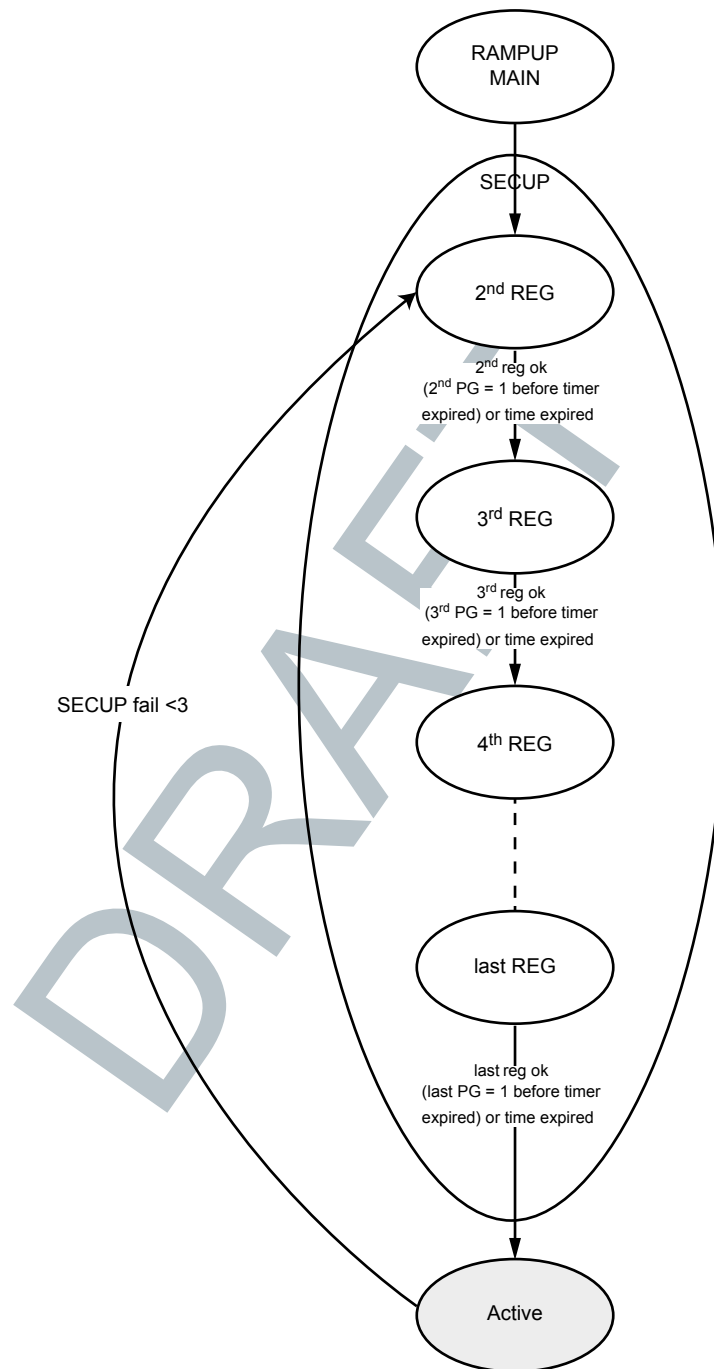 RAMPUP
MAIN
SECUP
2nd REG
2nd reg ok
(2nd PG = 1 before timer
expired) or time expired
3rd REG
3rd reg ok
(3rd PG = 1 before timer
expired) or time expired
SECUP fail <3
4th REG
last REG
last reg ok
(last PG = 1 before timer
expired) or time expired
Active
DRAFT